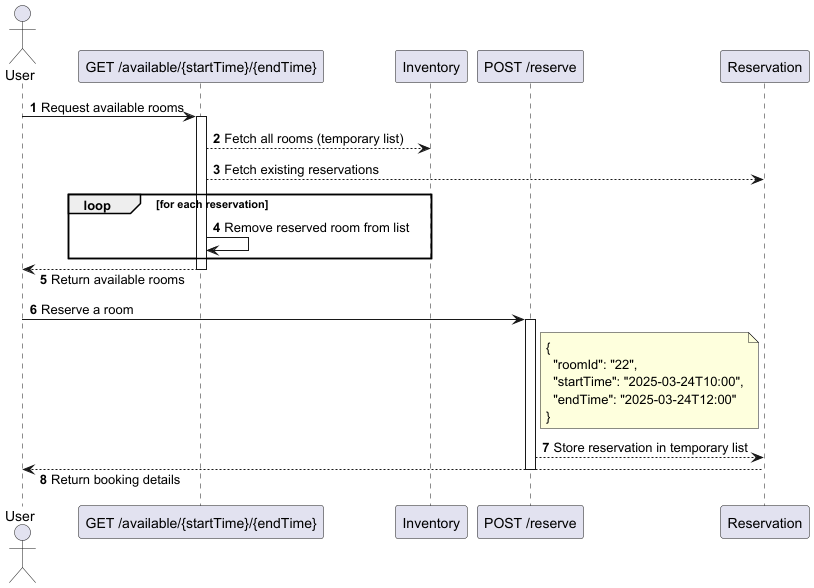 User
GET /available/{startTime}/{endTime}
Inventory
POST /reserve
Reservation
1 Request available rooms
2 Fetch all rooms (temporary list)
3 Fetch existing reservations
loop
[for each reservation]
4 Remove reserved room from list
5 Return available rooms
6 Reserve a room
{
"roomId": "22",
"startTime": "2025-03-24T10:00",
"endTime": "2025-03-24T12:00"
}
7 Store reservation in temporary list
8 Return booking details
User
GET /available/{startTime}/{endTime}
Inventory
POST /reserve
Reservation